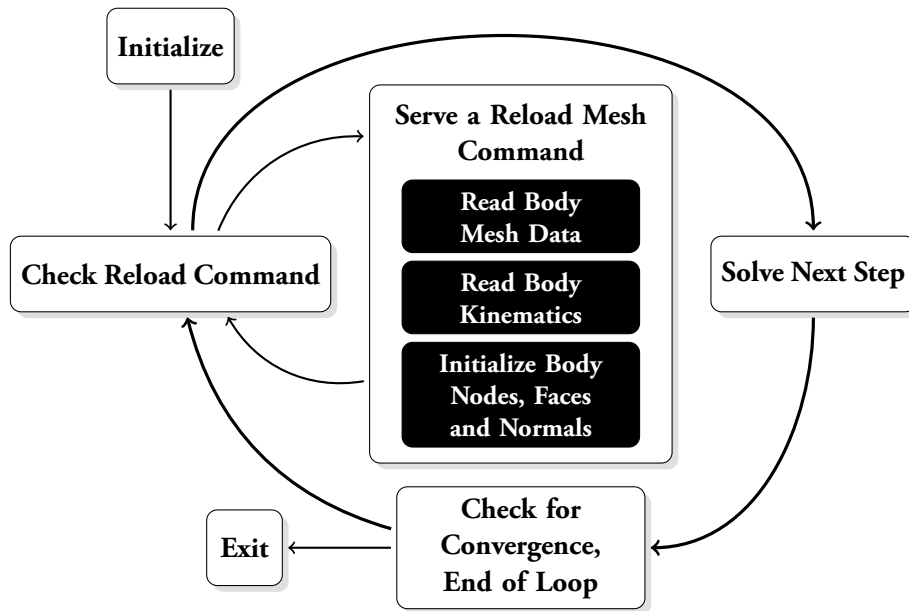 Initialize
Serve a Reload Mesh
Command
Read Body
Mesh Data
Check Reload Command
Solve Next Step
Read Body
Kinematics
Initialize Body
Nodes, Faces
and Normals
Check for
Convergence,
End of Loop
Exit